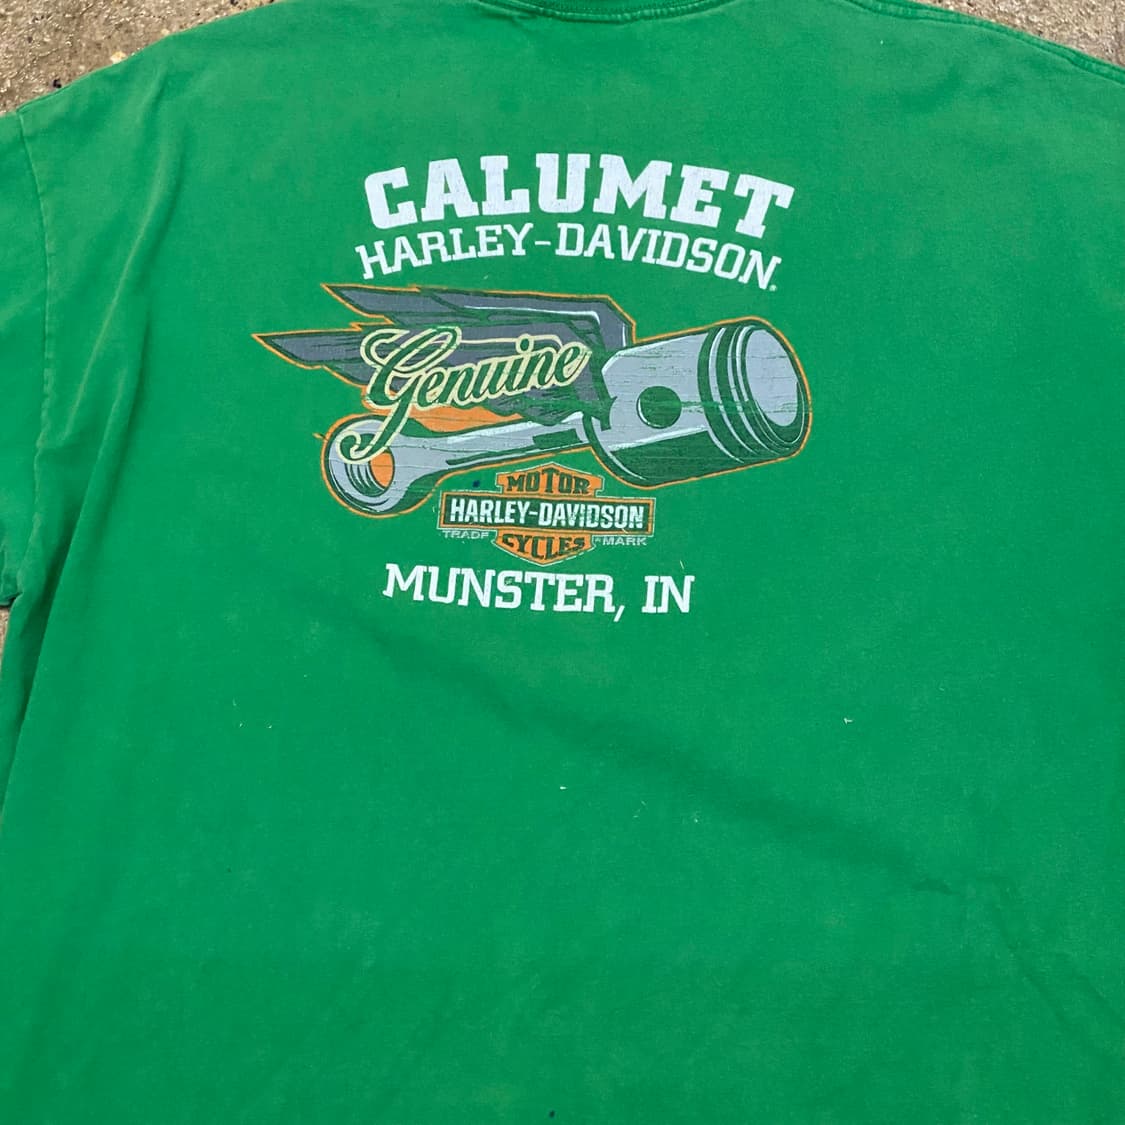 CALUMET
HARLEY-DAVIDSON
Genuine
MOTOR
HARLEY-DAVIDSON
TRADE MARK
CYCLES
MUNSTER, IN